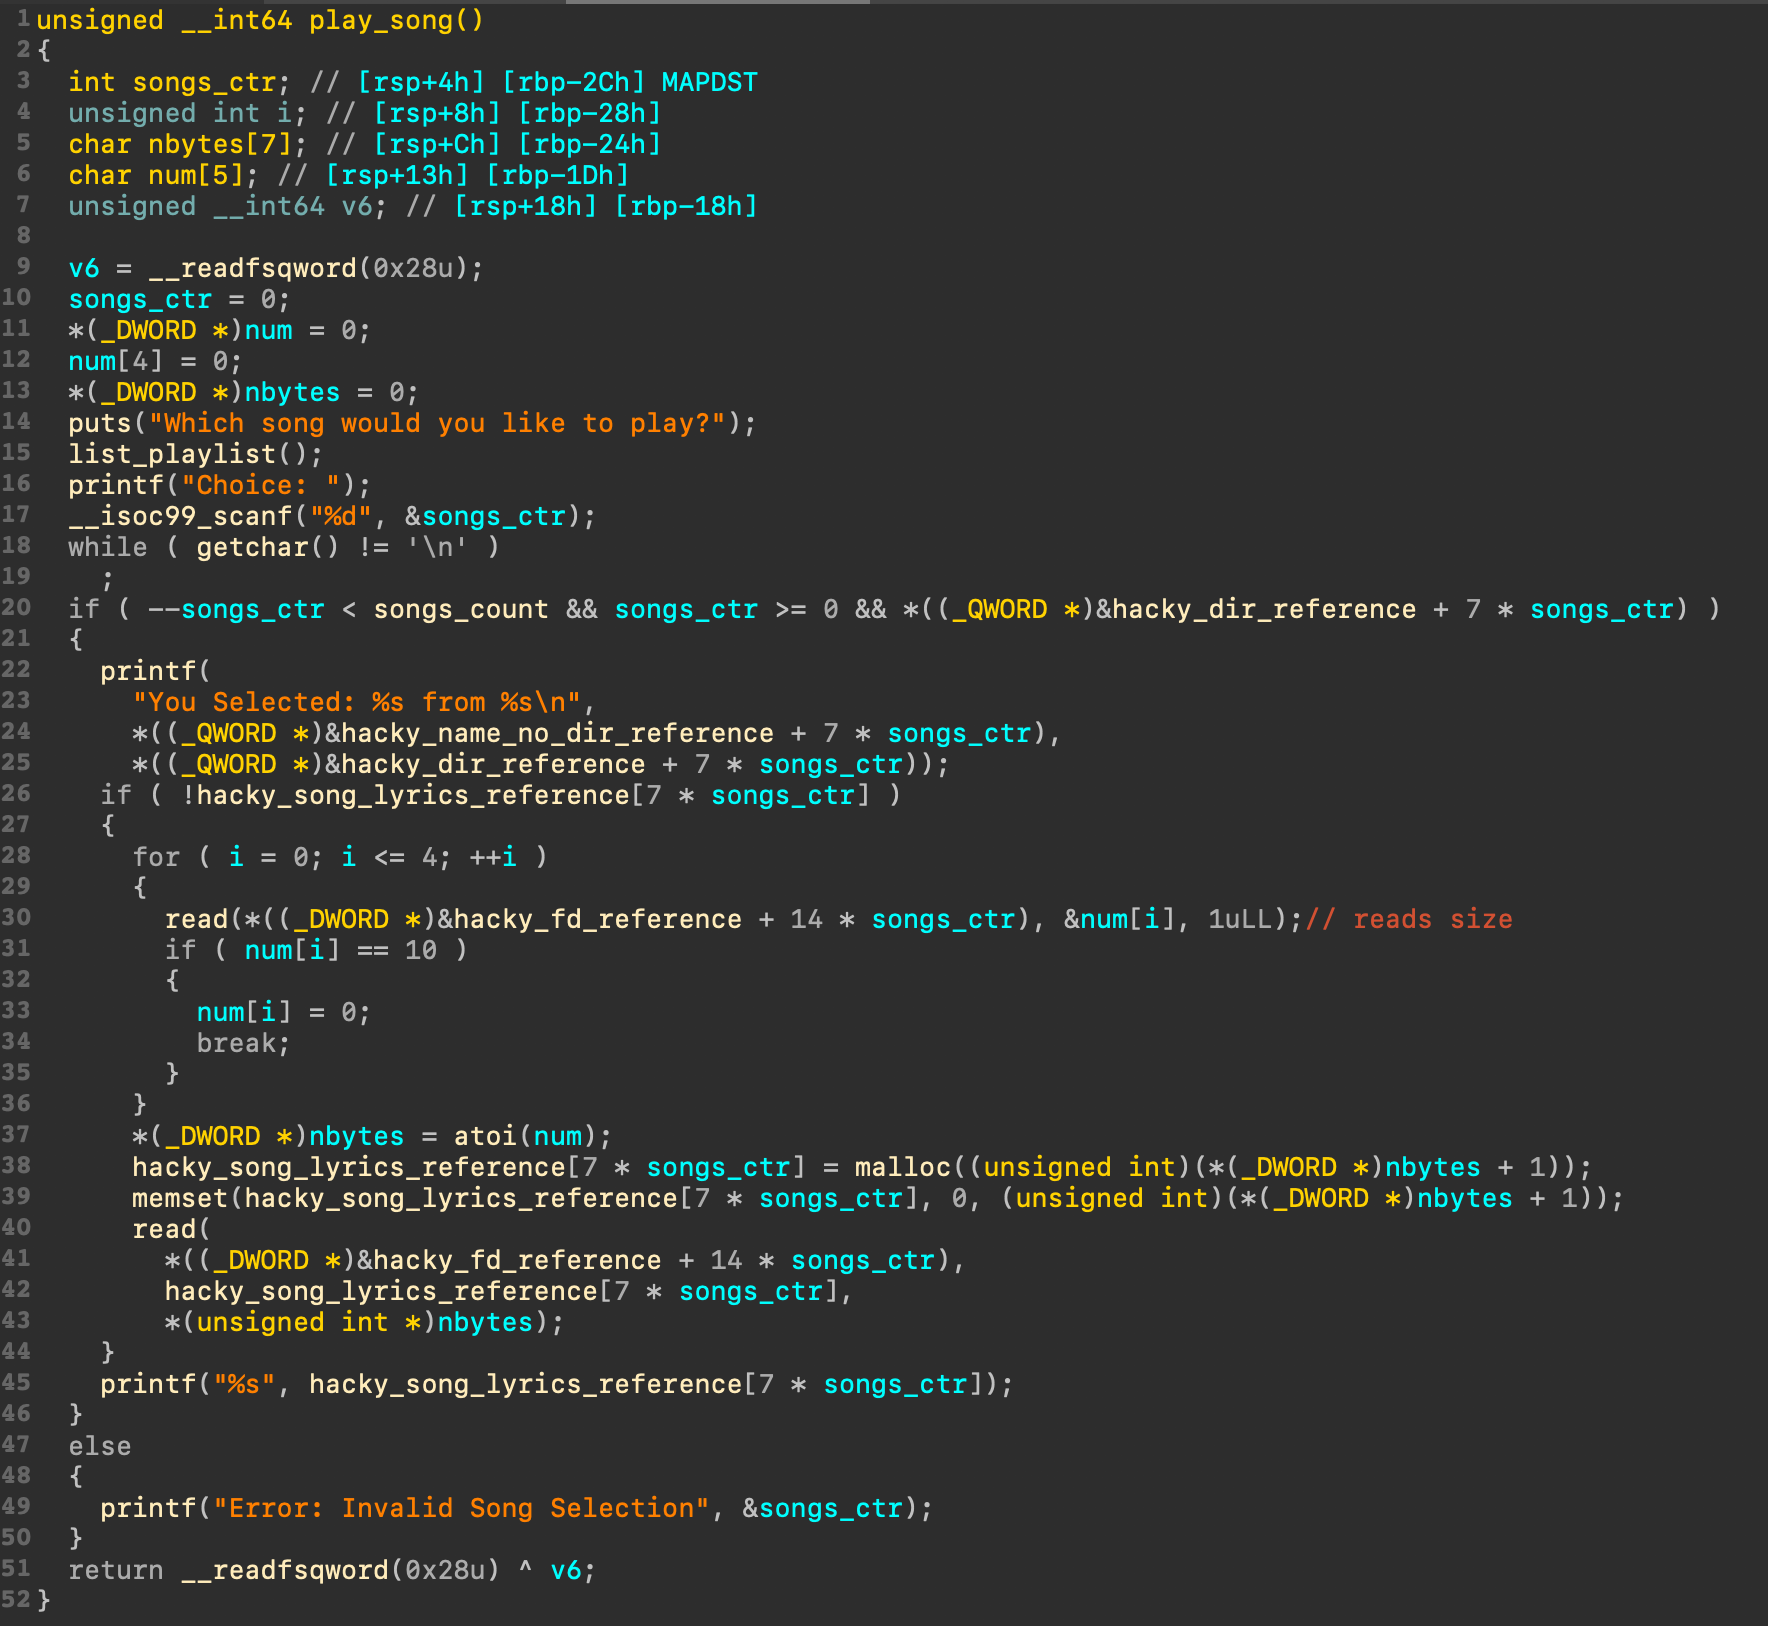 1 unsigned __int64 play_song()
2 {
3   int songs_ctr; // [rsp+4h] [rbp-2Ch] MAPDST
4   unsigned int i; // [rsp+8h] [rbp-28h]
5   char nbytes[7]; // [rsp+Ch] [rbp-24h]
6   char num[5]; // [rsp+13h] [rbp-1Dh]
7   unsigned __int64 v6; // [rsp+18h] [rbp-18h]
8
9   v6 = __readfsqword(0x28u);
10   songs_ctr = 0;
11   *(_DWORD *)num = 0;
12   num[4] = 0;
13   *(_DWORD *)nbytes = 0;
14   puts("Which song would you like to play?");
15   list_playlist();
16   printf("Choice: ");
17   __isoc99_scanf("%d", &songs_ctr);
18   while ( getchar() != '\n' )
19     ;
20   if ( --songs_ctr < songs_count && songs_ctr >= 0 && *((_QWORD *)&hacky_dir_reference + 7 * songs_ctr) )
21   {
22     printf(
23       "You Selected: %s from %s\n",
24       *((_QWORD *)&hacky_name_no_dir_reference + 7 * songs_ctr),
25       *((_QWORD *)&hacky_dir_reference + 7 * songs_ctr));
26     if ( !hacky_song_lyrics_reference[7 * songs_ctr] )
27     {
28       for ( i = 0; i <= 4; ++i )
29       {
30         read(*((_DWORD *)&hacky_fd_reference + 14 * songs_ctr), &num[i], 1uLL);// reads size
31         if ( num[i] == 10 )
32         {
33           num[i] = 0;
34           break;
35         }
36       }
37       *(_DWORD *)nbytes = atoi(num);
38       hacky_song_lyrics_reference[7 * songs_ctr] = malloc((unsigned int)(*(_DWORD *)nbytes + 1));
39       memset(hacky_song_lyrics_reference[7 * songs_ctr], 0, (unsigned int)(*(_DWORD *)nbytes + 1));
40       read(
41         *((_DWORD *)&hacky_fd_reference + 14 * songs_ctr),
42         hacky_song_lyrics_reference[7 * songs_ctr],
43         *(unsigned int *)nbytes);
44     }
45     printf("%s", hacky_song_lyrics_reference[7 * songs_ctr]);
46   }
47   else
48   {
49     printf("Error: Invalid Song Selection", &songs_ctr);
50   }
51   return __readfsqword(0x28u) ^ v6;
52 }